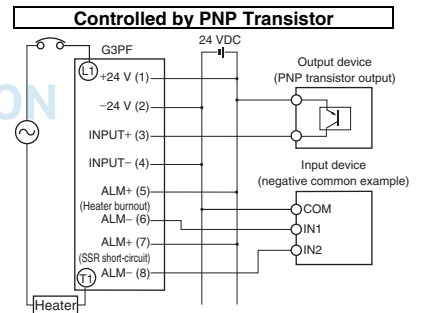 Controlled by PNP Transistor
24 VDC
G3PF
L1
+24 V (1)
−24 V (2)
INPUT+ (3)
INPUT− (4)
ALM+ (5)
(Heater burnout)
ALM− (6)
ALM+ (7)
(SSR short-circuit)
ALM− (8)
T1
Heater
Output device
(PNP transistor output)
Input device
(negative common example)
COM
IN1
IN2
ON